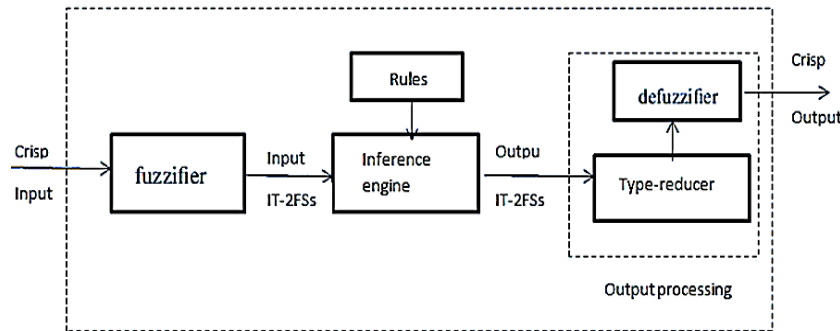 Crisp
Input
fuzzifier
Input
IT-2FSs
Rules
Inference
engine
Outpu
IT-2FSs
Type-reducer
defuzzifier
Crisp
Output
Output processing